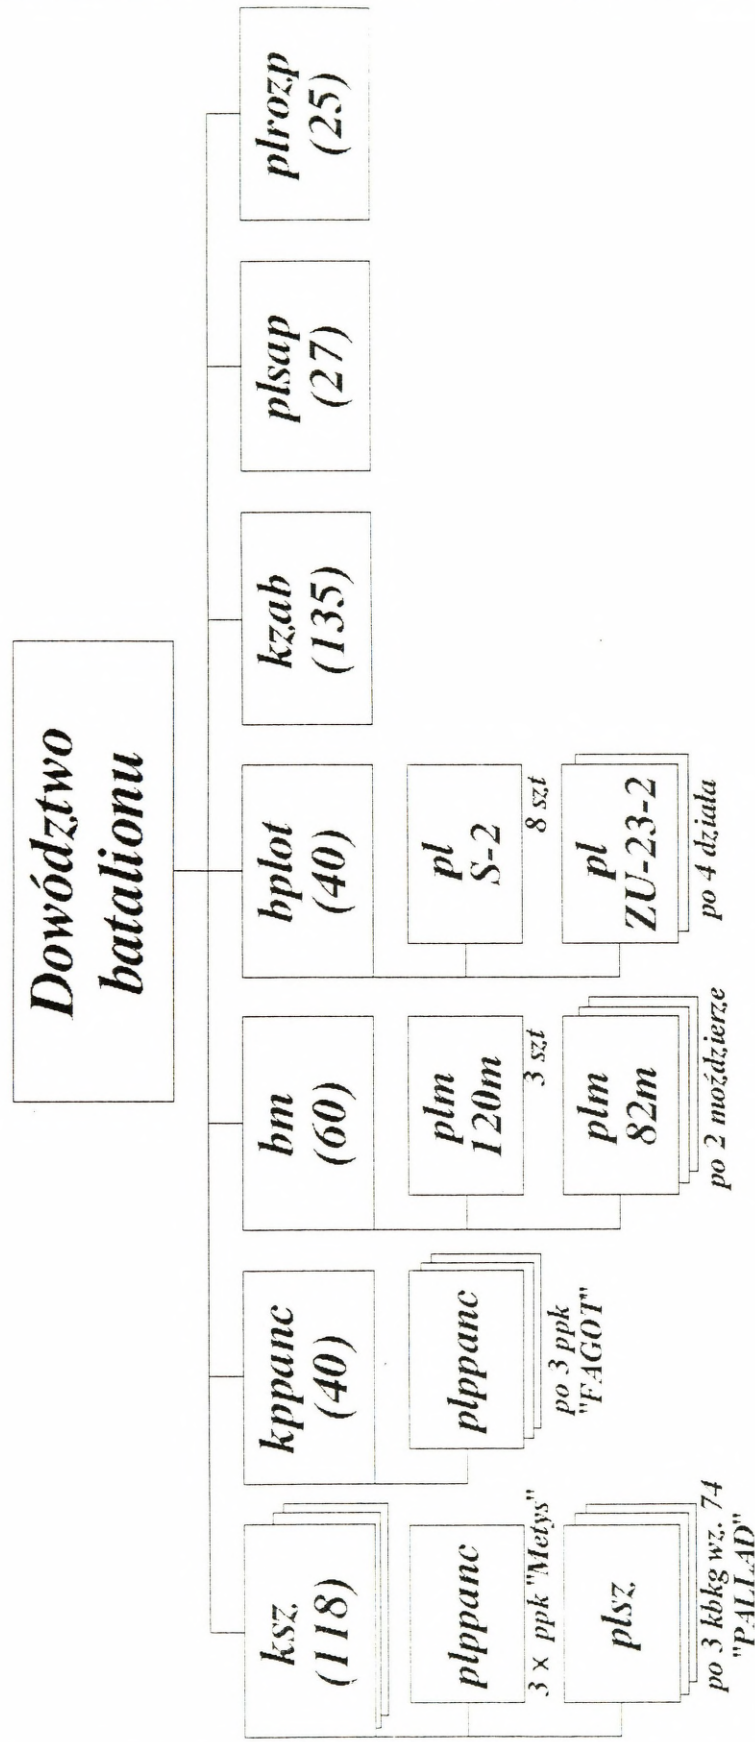 Dowództwo
batalionu
ksz
(118)
kppanc
(40)
bm
(60)
bplot
(40)
kzab
(135)
plsap
(27)
plrozp
(25)
plppanc
3 x ppk "Metys"
plsz
po 3 kbkg wz. 74
"PALLAD"
plppanc
po 3 ppk
"FAGOT"
plm
120m
3 szt
plm
82m
po 2 moździerze
pl
S-2
8 szt
pl
ZU-23-2
po 4 działa